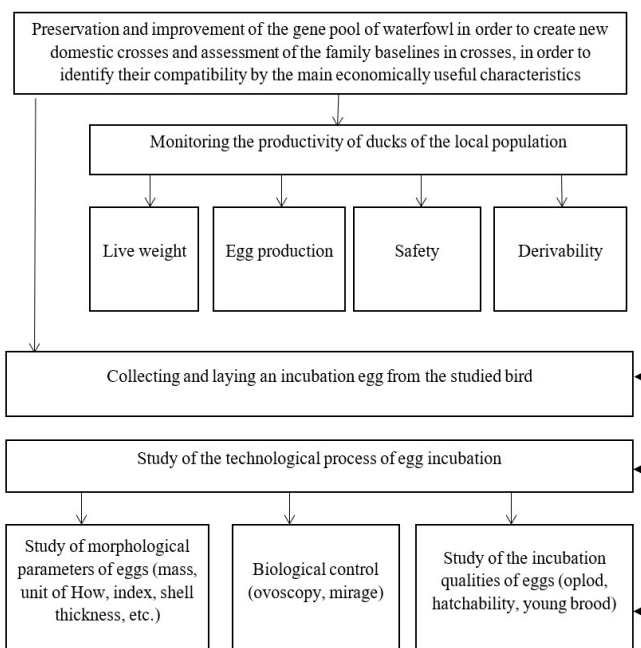 Preservation and improvement of the gene pool of waterfowl in order to create new
domestic crosses and assessment of the family baselines in crosses, in order to
identify their compatibility by the main economically useful characteristics
Monitoring the productivity of ducks of the local population
Live weight
Egg production
Safety
Derivability
Collecting and laying an incubation egg from the studied bird
Study of the technological process of egg incubation
Study of morphological
parameters of eggs (mass,
unit of How, index, shell
thickness, etc.)
Biological control
(ovoscopy, mirage)
Study of the incubation
qualities of eggs (oplod,
hatchability, young brood)